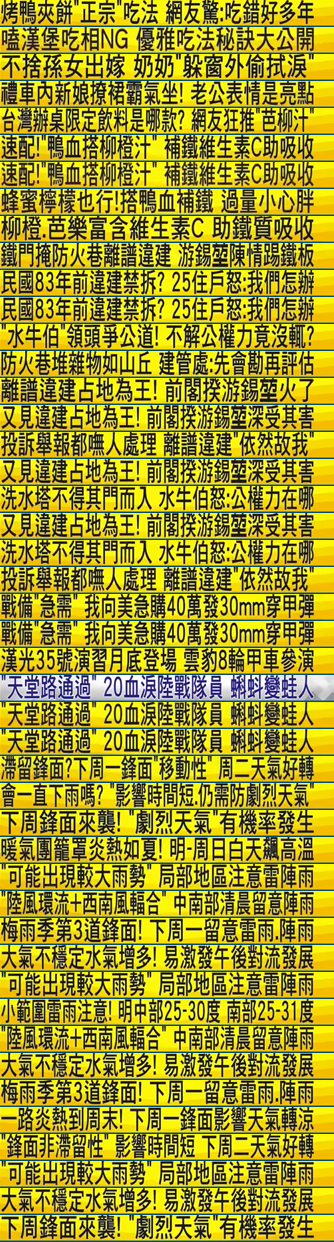 烤鴨夾餅"正宗"吃法 網友驚:吃錯好多年
嗑漢堡吃相NG 優雅吃法秘訣大公開
不捨孫女出嫁 奶奶"躲窗外偷拭淚"
禮車內新娘撩裙霸氣坐! 老公表情是亮點
台灣辦桌限定飲料是哪款? 網友狂推"芭柳汁"
速配!"鴨血搭柳橙汁" 補鐵維生素C助吸收
速配!"鴨血搭柳橙汁" 補鐵維生素C助吸收
蜂蜜檸檬也行!搭鴨血補鐵 過量小心胖
柳橙.芭樂富含維生素C 助鐵質吸收
鐵門掩防火巷離譜違建 游錫堃陳情踢鐵板
民國83年前違建禁拆? 25住戶怒:我們怎辦
民國83年前違建禁拆? 25住戶怒:我們怎辦
"水牛伯"領頭爭公道! 不解公權力竟沒輒?
防火巷堆雜物如山丘 建管處:先會勘再評估
離譜違建占地為王! 前閣揆游錫堃火了
又見違建占地為王! 前閣揆游錫堃深受其害
投訴舉報都嘸人處理 離譜違建"依然故我"
又見違建占地為王! 前閣揆游錫堃深受其害
洗水塔不得其門而入 水牛伯怒:公權力在哪
又見違建占地為王! 前閣揆游錫堃深受其害
洗水塔不得其門而入 水牛伯怒:公權力在哪
投訴舉報都嘸人處理 離譜違建"依然故我"
戰備"急需" 我向美急購40萬發30mm穿甲彈
戰備"急需" 我向美急購40萬發30mm穿甲彈
漢光35號演習月底登場 雲豹8輪甲車參演
"天堂路通過" 20血淚陸戰隊員 蝌蚪變蛙人
"天堂路通過" 20血淚陸戰隊員 蝌蚪變蛙人
"天堂路通過" 20血淚陸戰隊員 蝌蚪變蛙人
滯留鋒面?下周一鋒面"移動性" 周二天氣好轉
會一直下雨嗎? "影響時間短.仍需防劇烈天氣"
下周鋒面來襲! "劇烈天氣"有機率發生
暖氣團籠罩炎熱如夏! 明-周日白天飆高溫
"可能出現較大雨勢" 局部地區注意雷陣雨
"陸風環流+西南風輻合" 中南部清晨留意陣雨
梅雨季第3道鋒面! 下周一留意雷雨.陣雨
大氣不穩定水氣增多! 易激發午後對流發展
"可能出現較大雨勢" 局部地區注意雷陣雨
小範圍雷雨注意! 明中部25-30度 南部25-31度
"陸風環流+西南風輻合" 中南部清晨留意陣雨
大氣不穩定水氣增多! 易激發午後對流發展
梅雨季第3道鋒面! 下周一留意雷雨.陣雨
一路炎熱到周末! 下周一鋒面影響天氣轉涼
"鋒面非滯留性" 影響時間短 下周二天氣好轉
"可能出現較大雨勢" 局部地區注意雷陣雨
大氣不穩定水氣增多! 易激發午後對流發展
下周鋒面來襲! "劇烈天氣"有機率發生